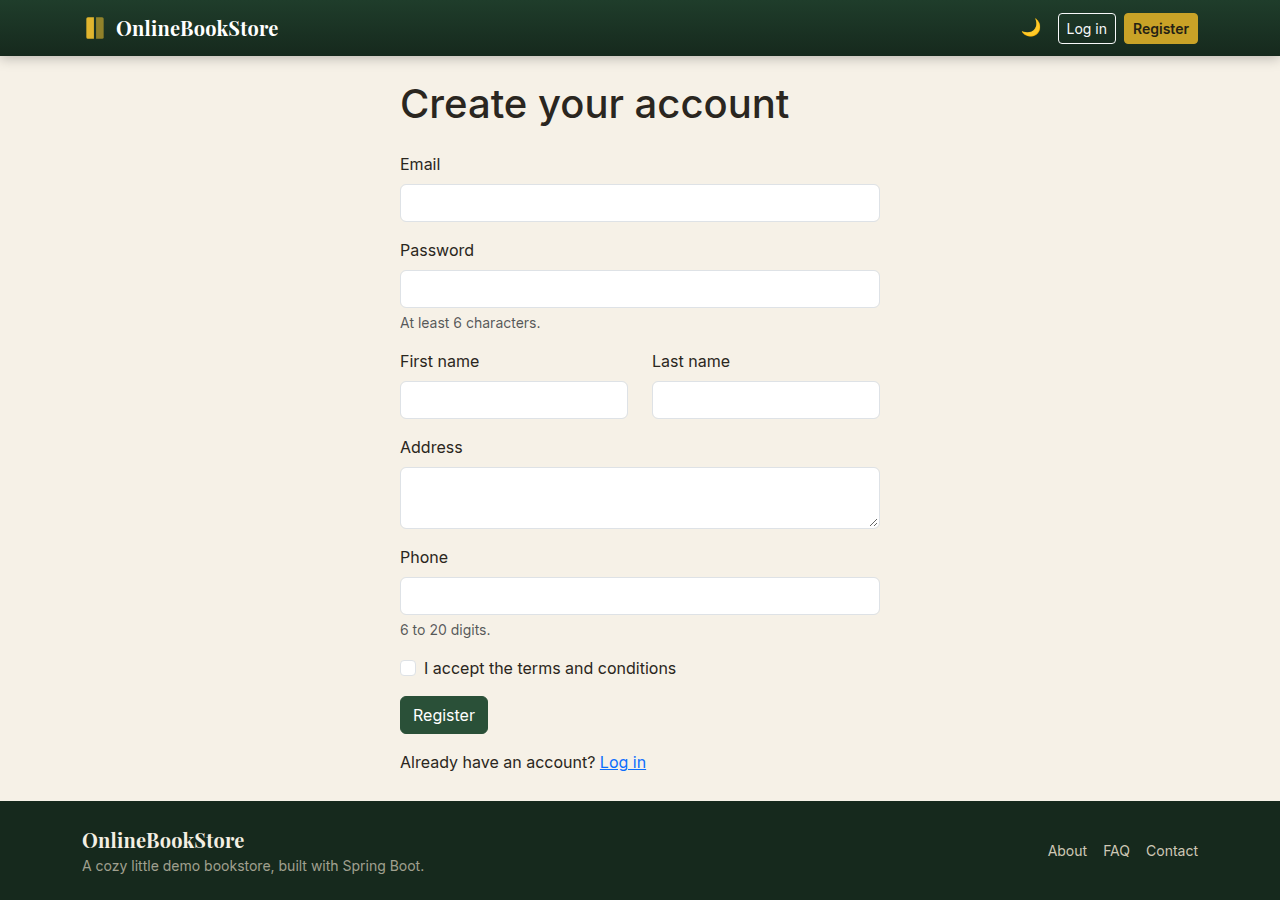 OnlineBookStore
Log in
Register
Create your account
Email
Password
At least 6 characters.
First name
Last name
Address
Phone
6 to 20 digits.
I accept the terms and conditions
Register
Already have an account? Log in
OnlineBookStore
A cozy little demo bookstore, built with Spring Boot.
About
FAQ
Contact